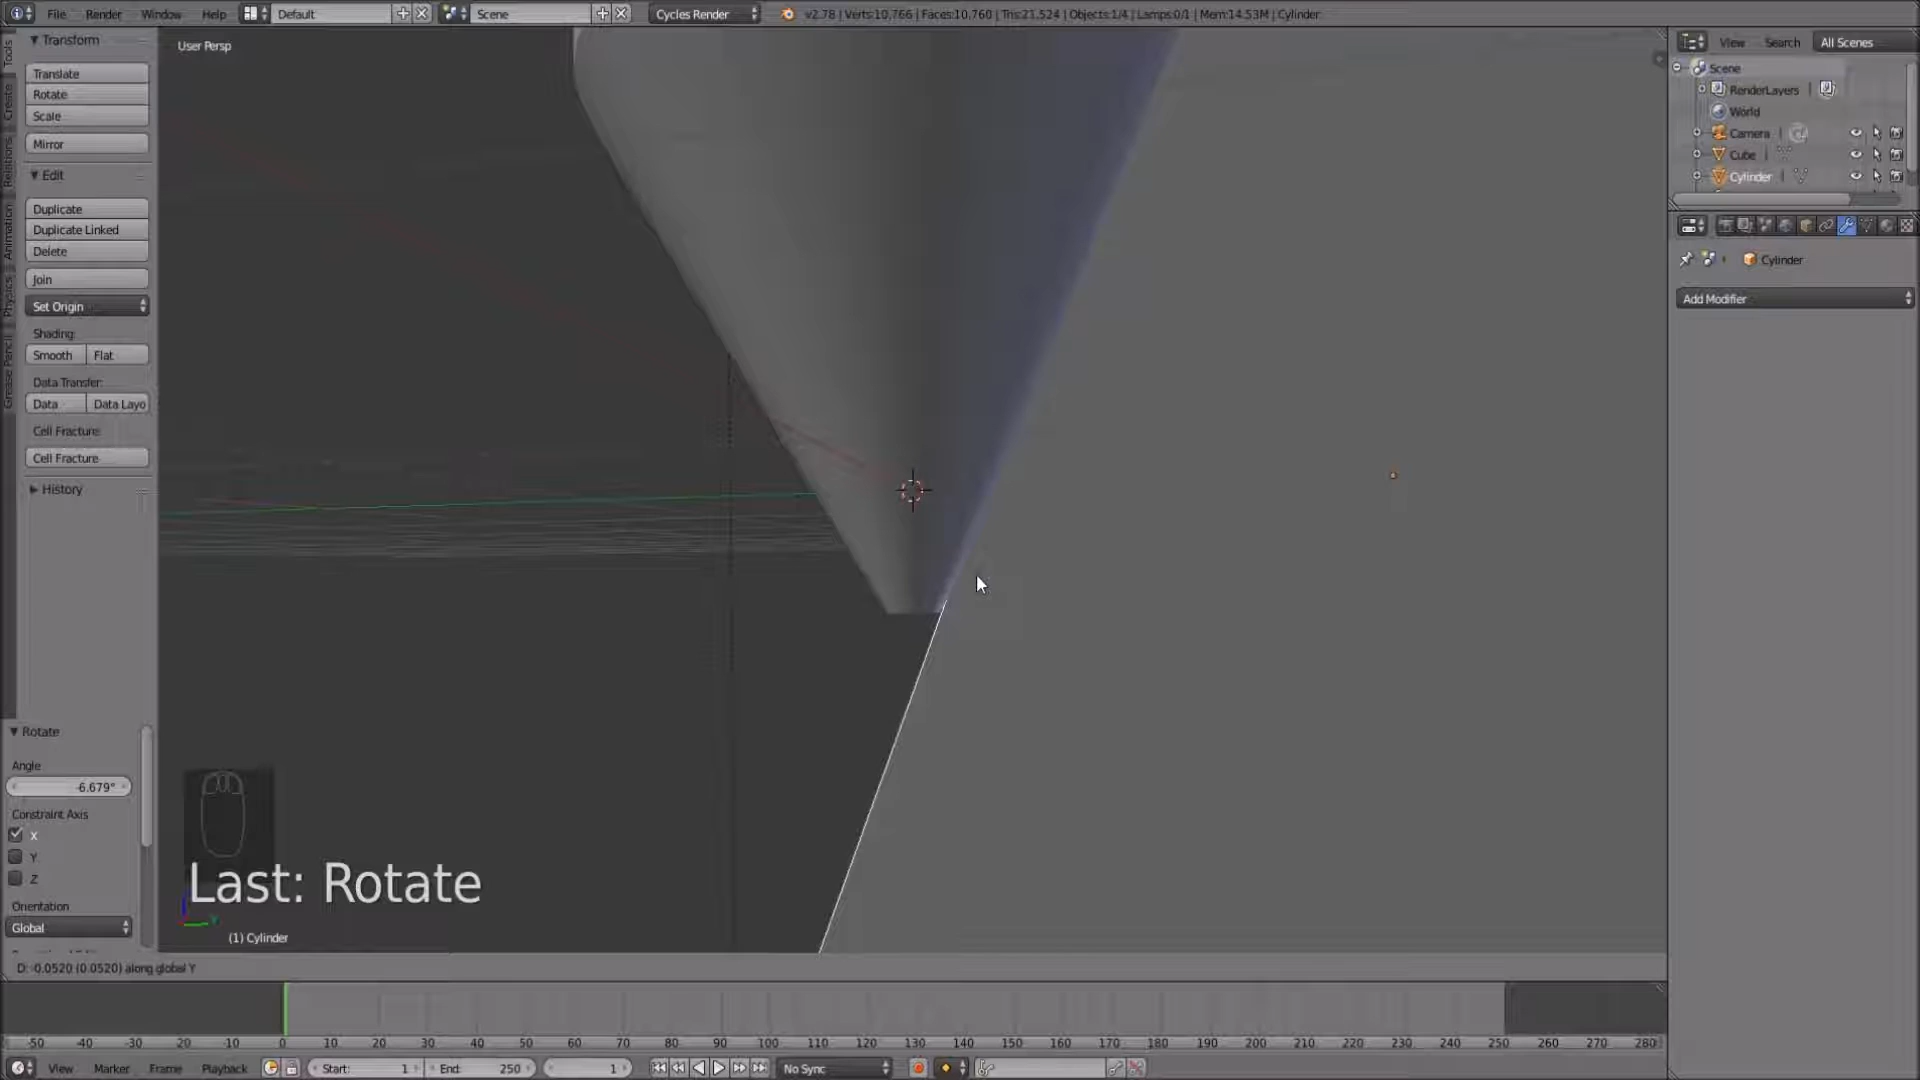 File Render Window Help Default Scene Cycles Render v2.78 | Verts:10,766 | Faces:10,760 | Tris:21,524 | Objects:1/4 | Lamps:0/1 | Mem:14.53M | Cylinder
Tools
Create
Relations
Animation
Physics
Grease Pencil
Transform
Translate
Rotate
Scale
Mirror
Edit
Duplicate
Duplicate Linked
Delete
Join
Set Origin
Shading:
Smooth Flat
Data Transfer:
Data Data Layo
Cell Fracture:
Cell Fracture
History
Rotate
Angle
-6.679°
Constraint Axis
X
Y
Z
Orientation
Global
User Persp
Last: Rotate
(1) Cylinder
D: -0.0520 (0.0520) along global Y
View Search All Scenes
Scene
RenderLayers
World
Camera
Cube
Cylinder
Cylinder
Add Modifier
-50 -40 -30 -20 -10 0 10 20 30 40 50 60 70 80 90 100 110 120 130 140 150 160 170 180 190 200 210 220 230 240 250 260 270 280
View Marker Frame Playback Start: 1 End: 250 1 No Sync